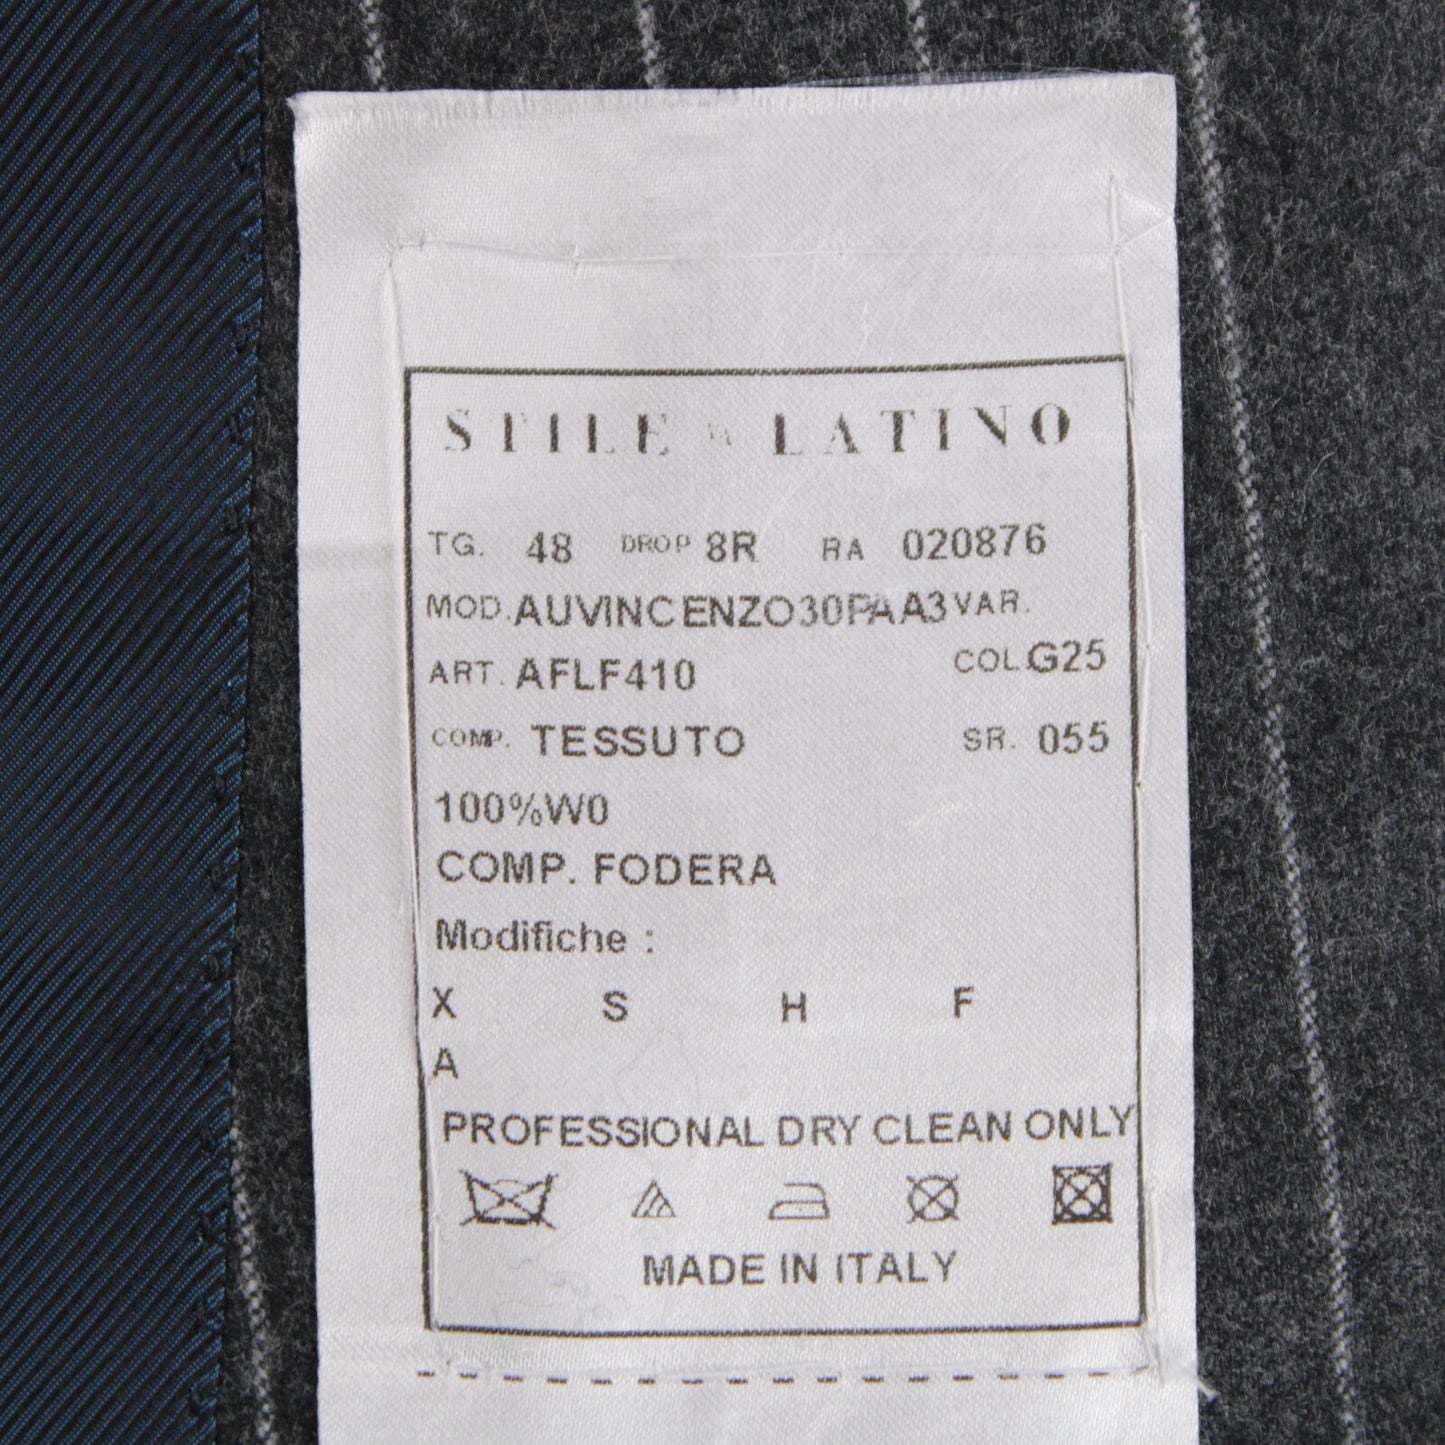 STILE LATINO
TG. 48 DROP 8R RA 020876
MOD. AUVINCENZO30PAA3 VAR.
ART. AFLF410 COL. G25
COMP. TESSUTO SR. 055
100%W0
COMP. FODERA
Modifiche :
X S H F
A
PROFESSIONAL DRY CLEAN ONLY
MADE IN ITALY